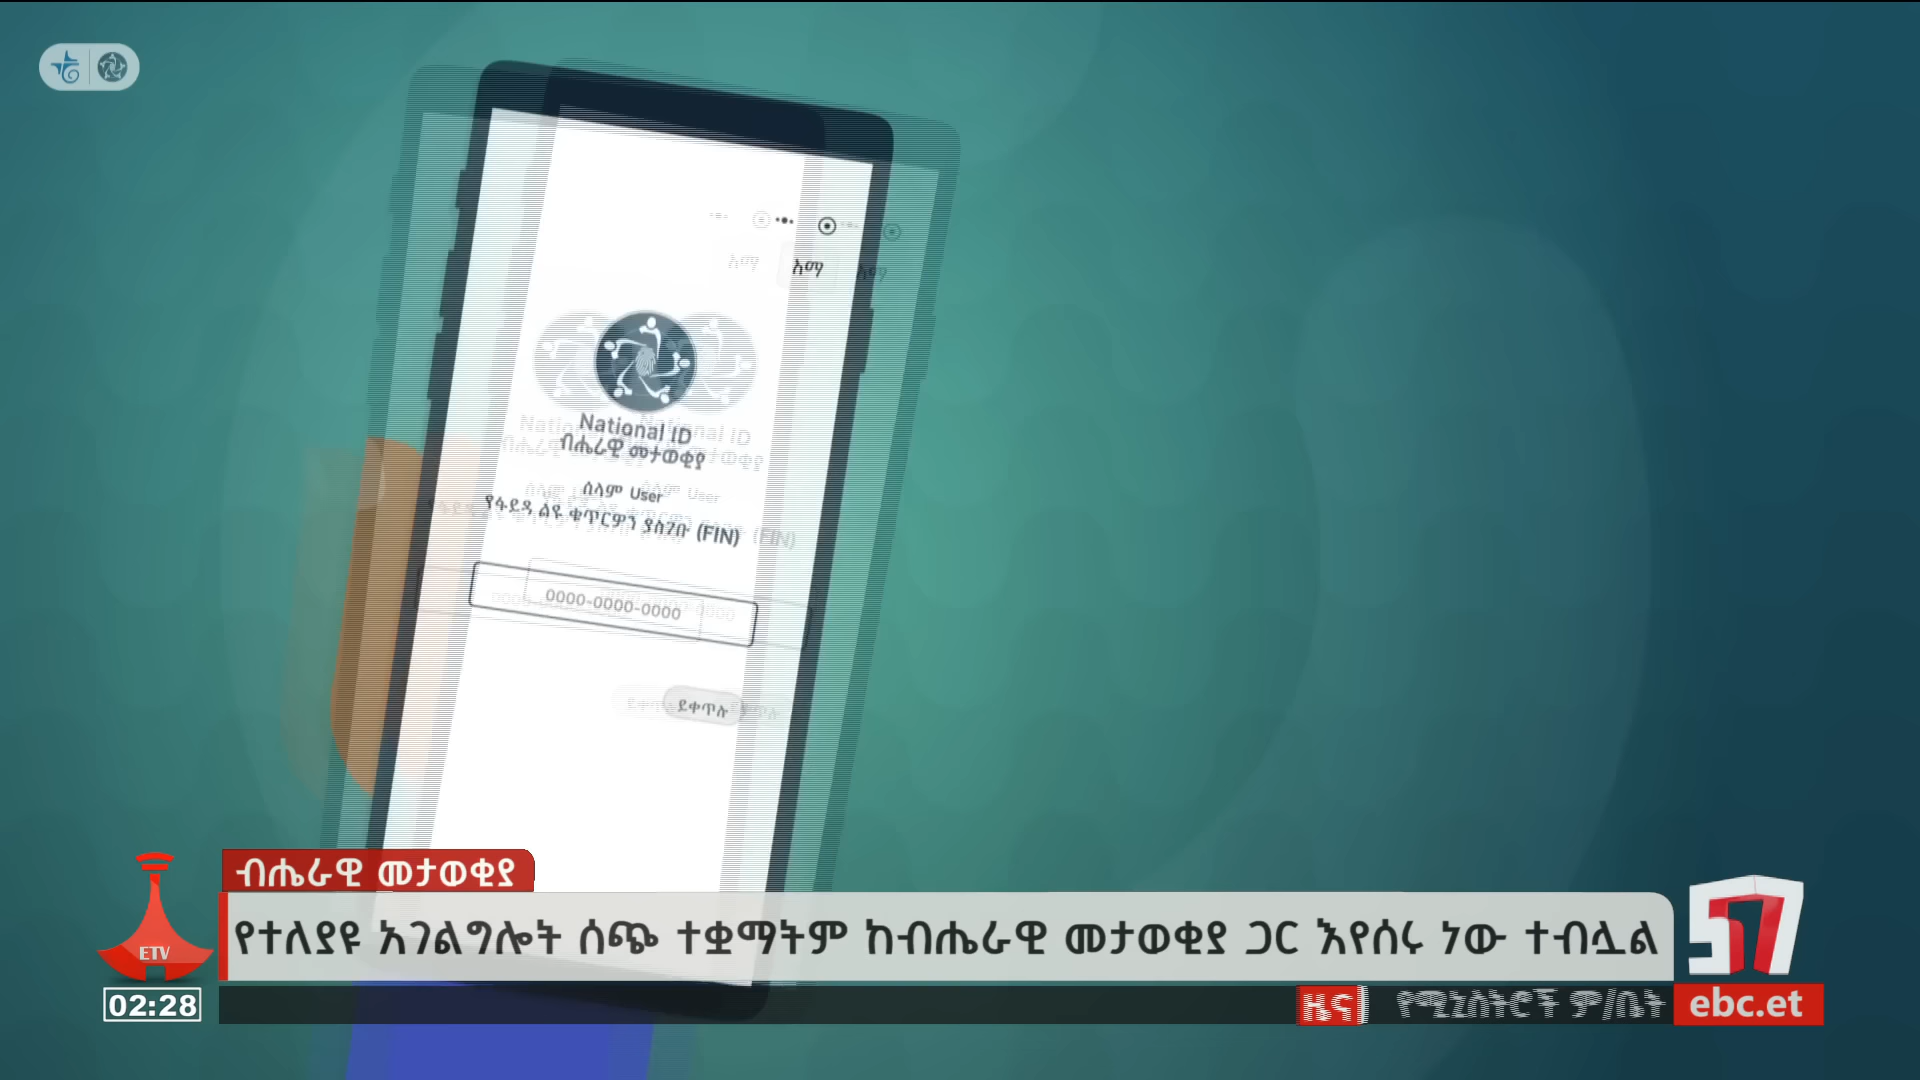 አማ
National ID
ብሔራዊ መታወቂያ
ሰላም User
የፋይዳ ልዩ ቁጥርዎን ያስገቡ (FIN)
0000-0000-0000
ይቀጥሉ
ብሔራዊ መታወቂያ
የተለያዩ አገልግሎት ሰጭ ተቋማትም ከብሔራዊ መታወቂያ ጋር እየሰሩ ነው ተብሏል
ETV
57
02:28
ዜና የሚኒስትሮች ም/ቤት
ebc.et